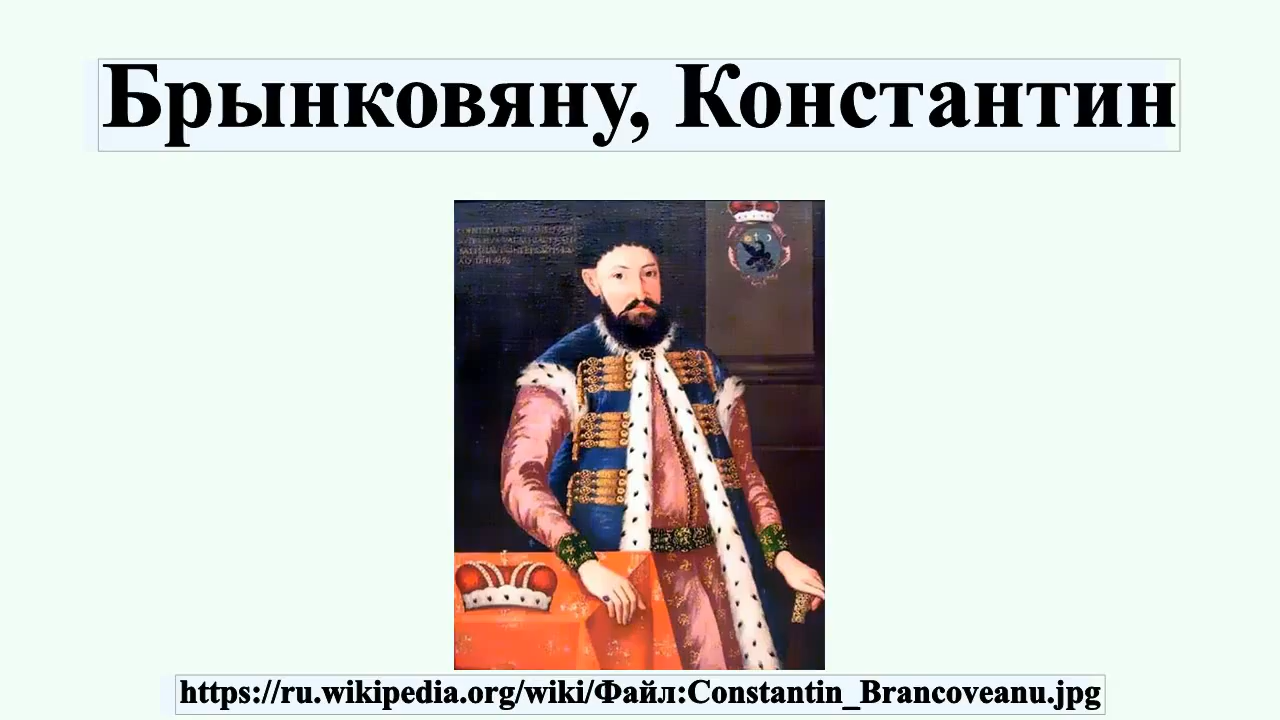 Брынковяну, Константин
https://ru.wikipedia.org/wiki/Файл:Constantin_Brancoveanu.jpg